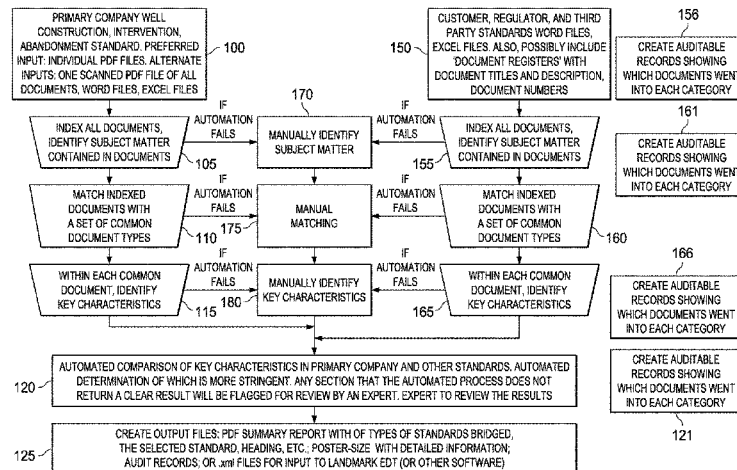 PRIMARY COMPANY WELL
CONSTRUCTION, INTERVENTION,
ABANDONMENT STANDARD. PREFERRED
INPUT: INDIVIDUAL PDF FILES. ALTERNATE
INPUTS: ONE SCANNED PDF FILE OF ALL
DOCUMENTS, WORD FILES, EXCEL FILES
100
150
CUSTOMER, REGULATOR, AND THIRD
PARTY STANDARDS WORD FILES,
EXCEL FILES. ALSO, POSSIBLY INCLUDE
'DOCUMENT REGISTERS' WITH
DOCUMENT TITLES AND DESCRIPTION,
DOCUMENT NUMBERS
156
CREATE AUDITABLE
RECORDS SHOWING
WHICH DOCUMENTS WENT
INTO EACH CATEGORY
INDEX ALL DOCUMENTS,
IDENTIFY SUBJECT MATTER
CONTAINED IN DOCUMENTS
105
IF
AUTOMATION
FAILS
170
MANUALLY IDENTIFY
SUBJECT MATTER
IF
AUTOMATION
FAILS
INDEX ALL DOCUMENTS,
IDENTIFY SUBJECT MATTER
CONTAINED IN DOCUMENTS
155
161
CREATE AUDITABLE
RECORDS SHOWING
WHICH DOCUMENTS WENT
INTO EACH CATEGORY
MATCH INDEXED
DOCUMENTS WITH
A SET OF COMMON
DOCUMENT TYPES
110
IF
AUTOMATION
FAILS
MANUAL
MATCHING
175
IF
AUTOMATION
FAILS
MATCH INDEXED
DOCUMENTS WITH
A SET OF COMMON
DOCUMENT TYPES
160
WITHIN EACH COMMON
DOCUMENT, IDENTIFY
KEY CHARACTERISTICS
115
IF
AUTOMATION
FAILS
MANUALLY IDENTIFY
KEY CHARACTERISTICS
180
IF
AUTOMATION
FAILS
WITHIN EACH COMMON
DOCUMENT, IDENTIFY
KEY CHARACTERISTICS
165
166
CREATE AUDITABLE
RECORDS SHOWING
WHICH DOCUMENTS WENT
INTO EACH CATEGORY
120
AUTOMATED COMPARISON OF KEY CHARACTERISTICS IN PRIMARY COMPANY AND OTHER STANDARDS. AUTOMATED
DETERMINATION OF WHICH IS MORE STRINGENT. ANY SECTION THAT THE AUTOMATED PROCESS DOES NOT
RETURN A CLEAR RESULT WILL BE FLAGGED FOR REVIEW BY AN EXPERT. EXPERT TO REVIEW THE RESULTS
CREATE AUDITABLE
RECORDS SHOWING
WHICH DOCUMENTS WENT
INTO EACH CATEGORY
121
125
CREATE OUTPUT FILES: PDF SUMMARY REPORT WITH OF TYPES OF STANDARDS BRIDGED,
THE SELECTED STANDARD, HEADING, ETC.; POSTER-SIZE WITH DETAILED INFORMATION;
AUDIT RECORDS; OR .xml FILES FOR INPUT TO LANDMARK EDT (OR OTHER SOFTWARE)